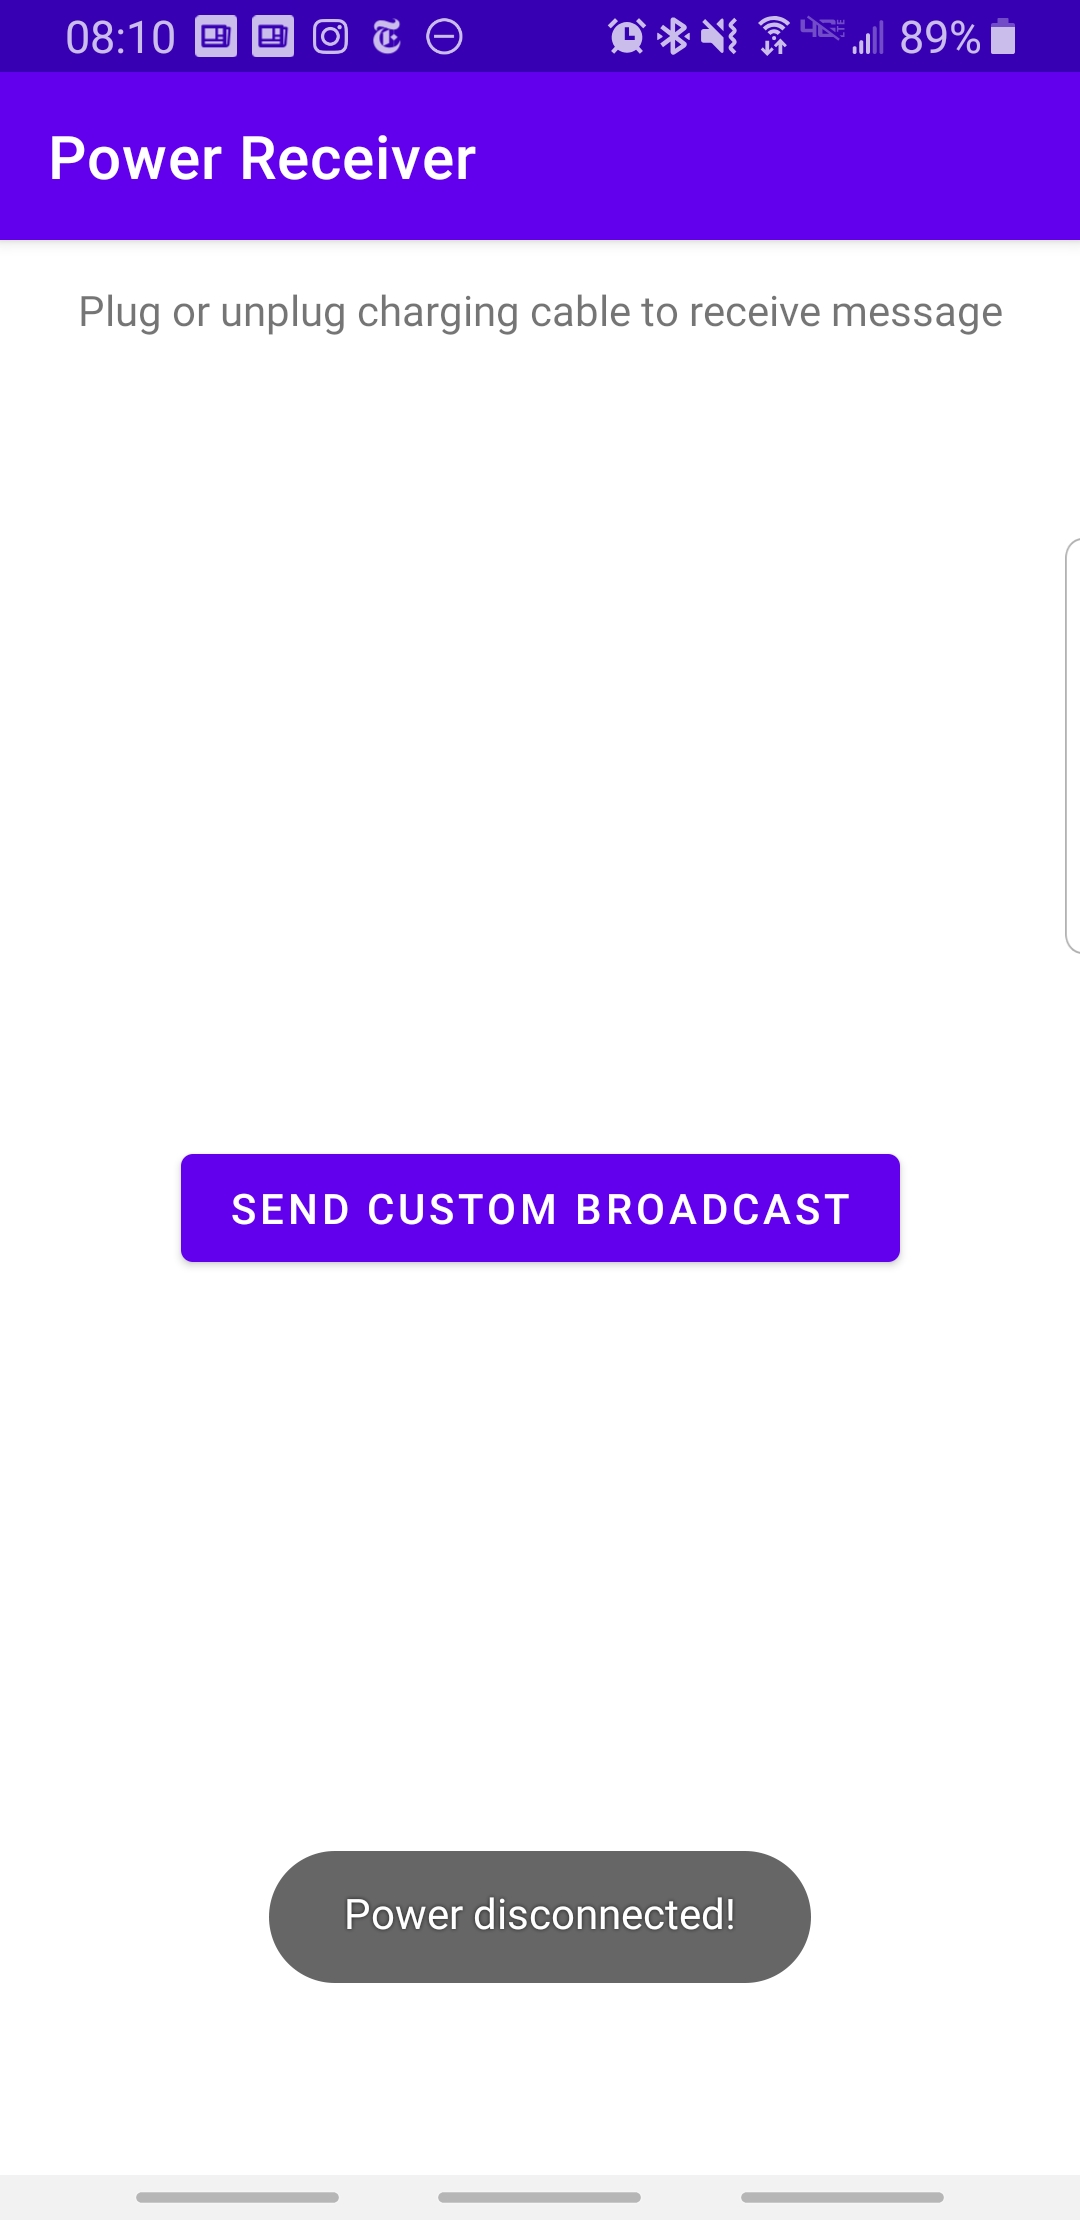 08:10 89%
Power Receiver
Plug or unplug charging cable to receive message
SEND CUSTOM BROADCAST
Power disconnected!